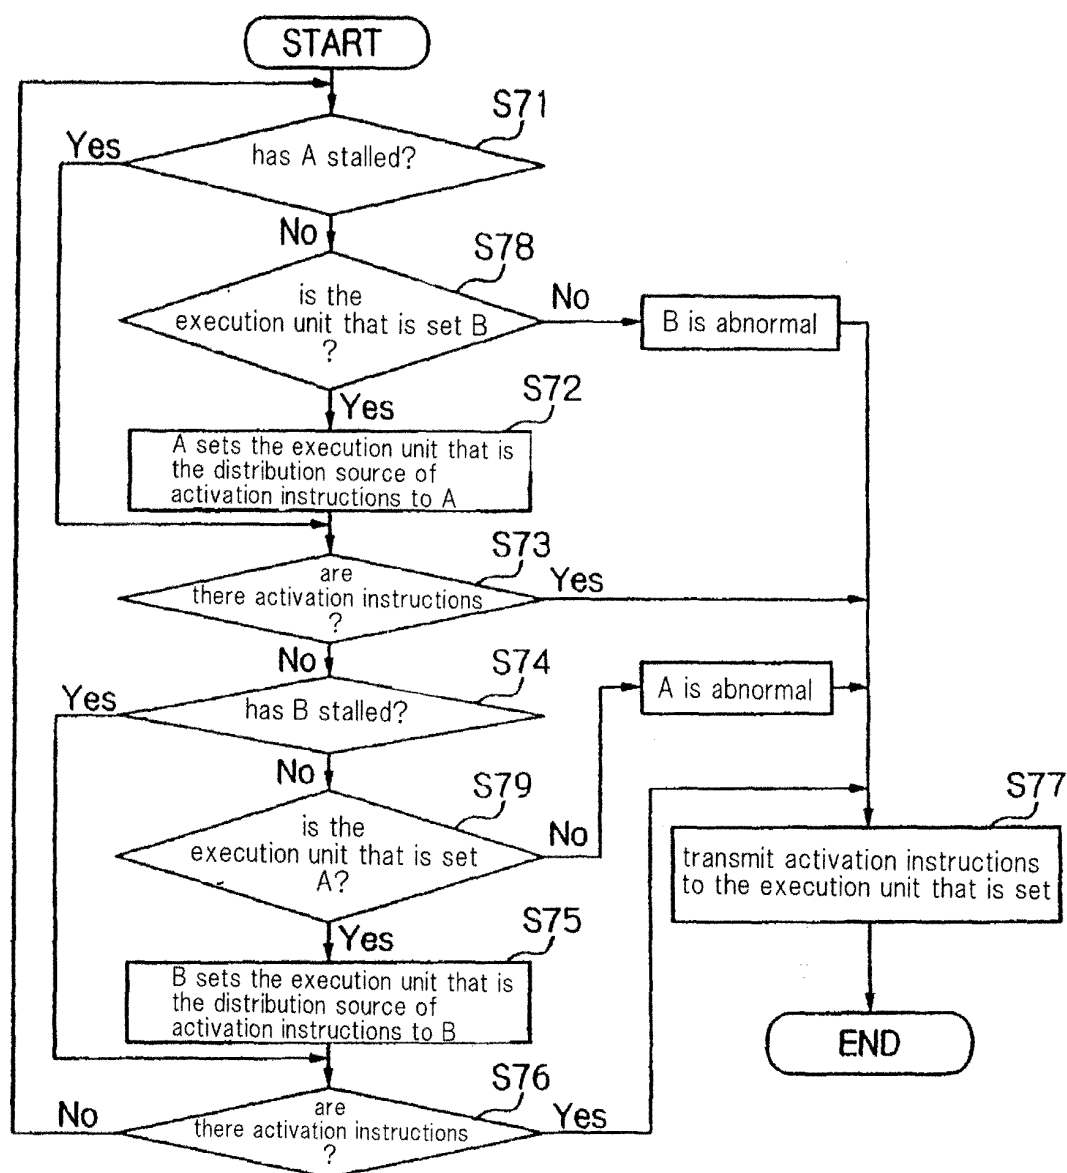 START
S71
Yes
has A stalled?
No
S78
is the
execution unit that is set B
?
No
B is abnormal
Yes
S72
A sets the execution unit that is
the distribution source of
activation instructions to A
S73
are
there activation instructions
?
Yes
No
S74
Yes
has B stalled?
A is abnormal
No
S79
is the
execution unit that is set
A?
No
S77
transmit activation instructions
to the execution unit that is set
Yes
S75
B sets the execution unit that is
the distribution source of
activation instructions to B
END
S76
No
are
there activation instructions
?
Yes